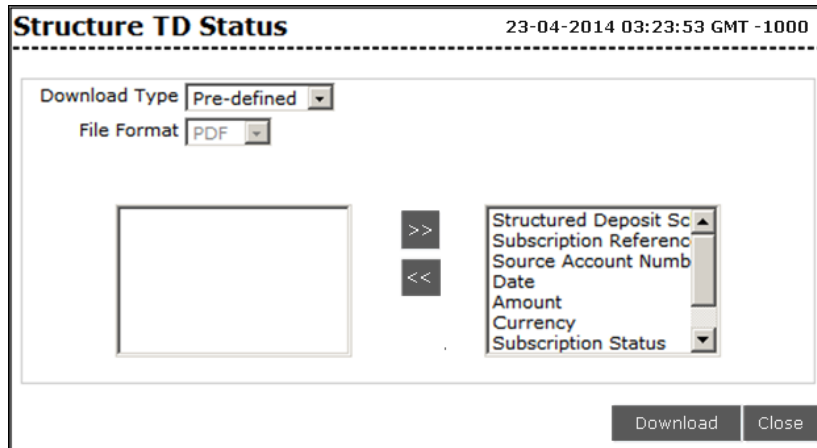 Structure TD Status 23-04-2014 03:23:53 GMT -1000
Download Type Pre-defined
File Format PDF
>>
<<
Structured Deposit Sc
Subscription Referenc
Source Account Numb
Date
Amount
Currency
Subscription Status
Download Close